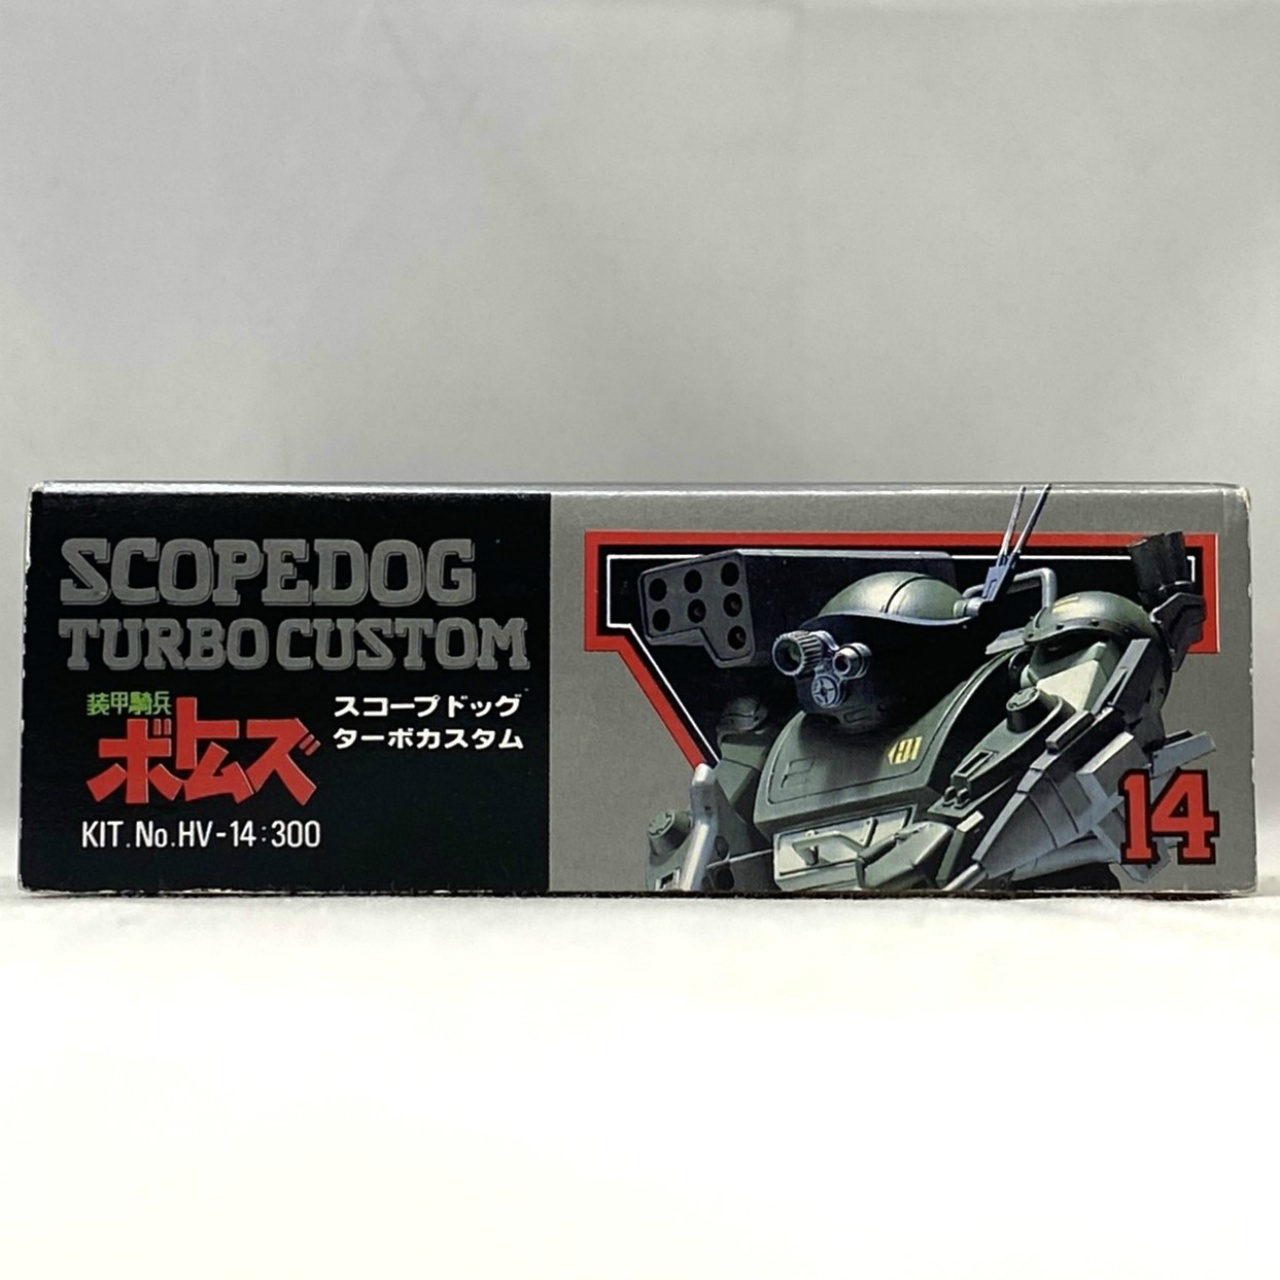 SCOPEDOG
TURBO CUSTOM
装甲騎兵
ボトムズ
スコープドッグ
ターボカスタム
KIT.No.HV-14:300
14